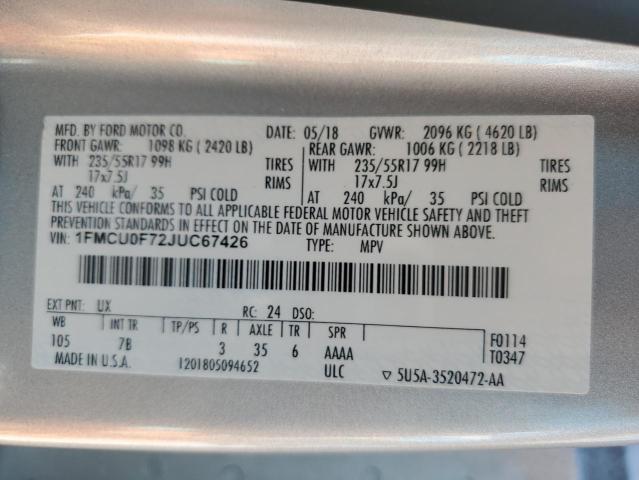 MFD. BY FORD MOTOR CO. DATE: 05/18 GVWR: 2096 KG ( 4620 LB)
FRONT GAWR: 1098 KG ( 2420 LB) REAR GAWR: 1006 KG ( 2218 LB)
WITH 235/55R17 99H TIRES WITH 235/55R17 99H TIRES
17x7.5J RIMS 17x7.5J RIMS
AT 240 kPa/ 35 PSI COLD AT 240 kPa/ 35 PSI COLD
THIS VEHICLE CONFORMS TO ALL APPLICABLE FEDERAL MOTOR VEHICLE SAFETY AND THEFT
PREVENTION STANDARDS IN EFFECT ON THE DATE OF MANUFACTURE SHOWN ABOVE.
VIN: 1FMCU0F72JUC67426 TYPE: MPV
EXT PNT: UX RC: 24 DSO:
WB INT TR TP/PS R AXLE TR SPR
105 7B 3 35 6 AAAA F0114
MADE IN U.S.A. 1201805094652 ULC T0347
▽ 5U5A-3520472-AA